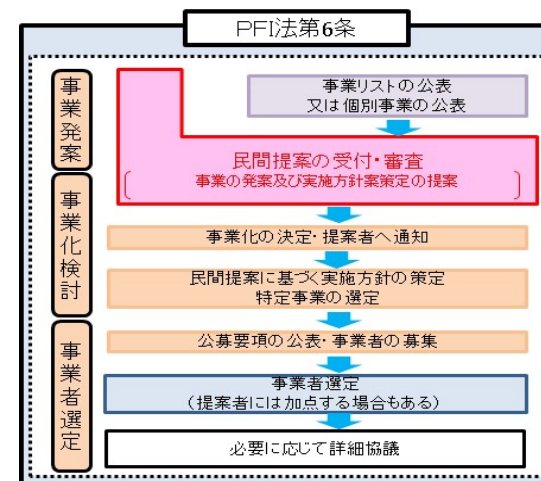 PFI法第6条
事業発案
事業リストの公表
又は個別事業の公表
民間提案の受付・審査
(事業の発案及び実施方針案策定の提案)
事業化検討
事業化の決定・提案者へ通知
民間提案に基づく実施方針の策定
特定事業の選定
事業者選定
公募要項の公表・事業者の募集
事業者選定
(提案者には加点する場合もある)
必要に応じて詳細協議